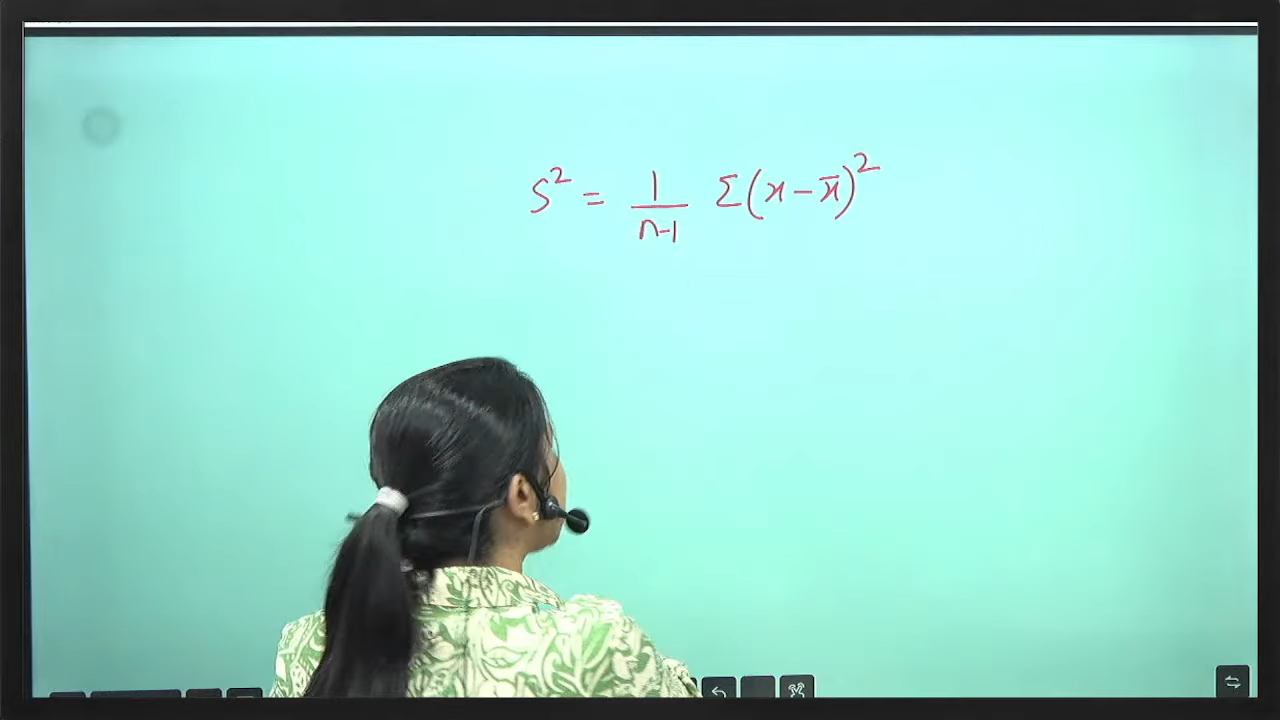 S² = 1/n-1 Σ(x - x̄)²